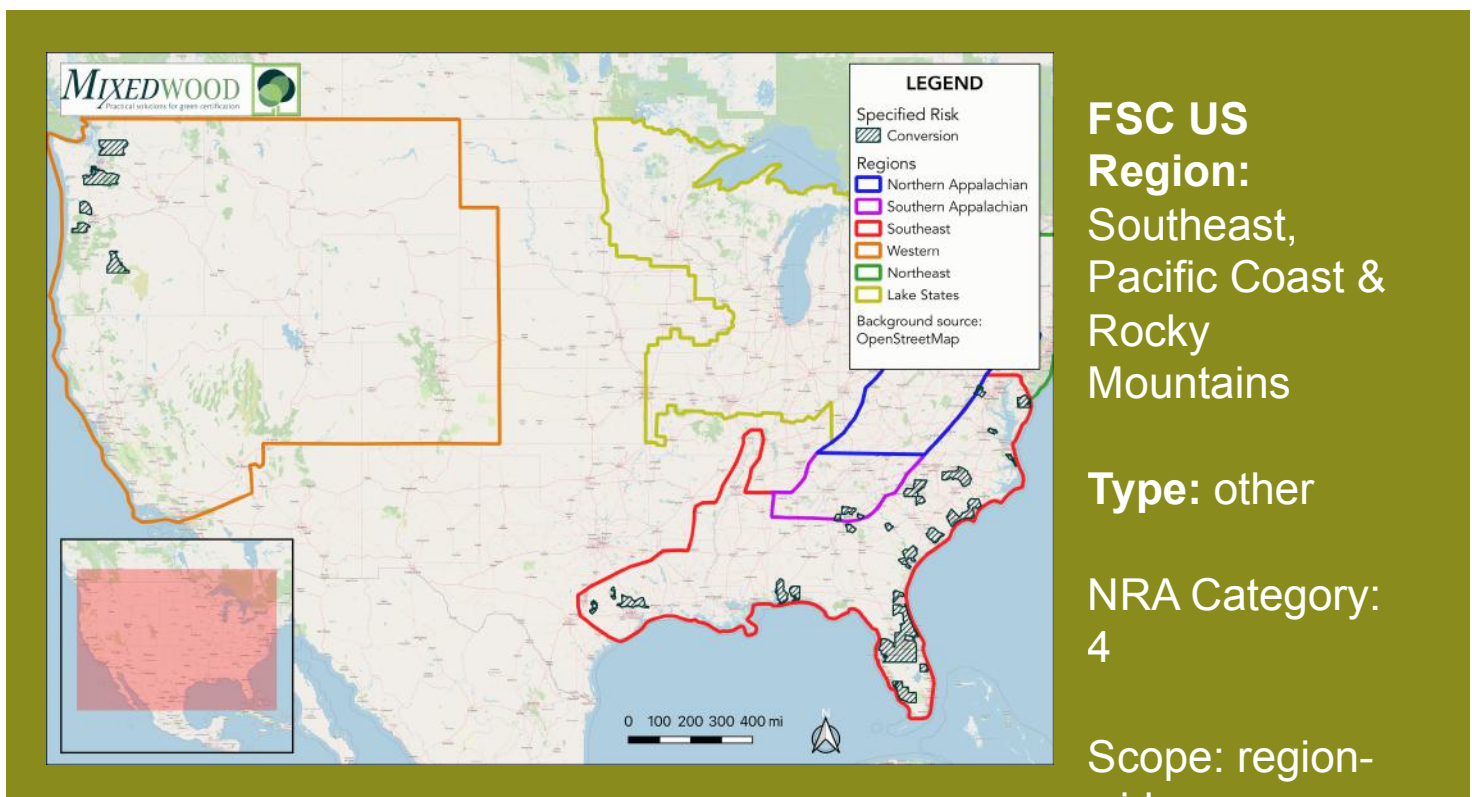 MIXEDWOOD
Practical solutions for green certification
LEGEND
Specified Risk
Conversion
Regions
Northern Appalachian
Southern Appalachian
Southeast
Western
Northeast
Lake States
Background source:
OpenStreetMap
0 100 200 300 400 mi
N
FSC US
Region:
Southeast,
Pacific Coast &
Rocky
Mountains
Type: other
NRA Category:
4
Scope: region-